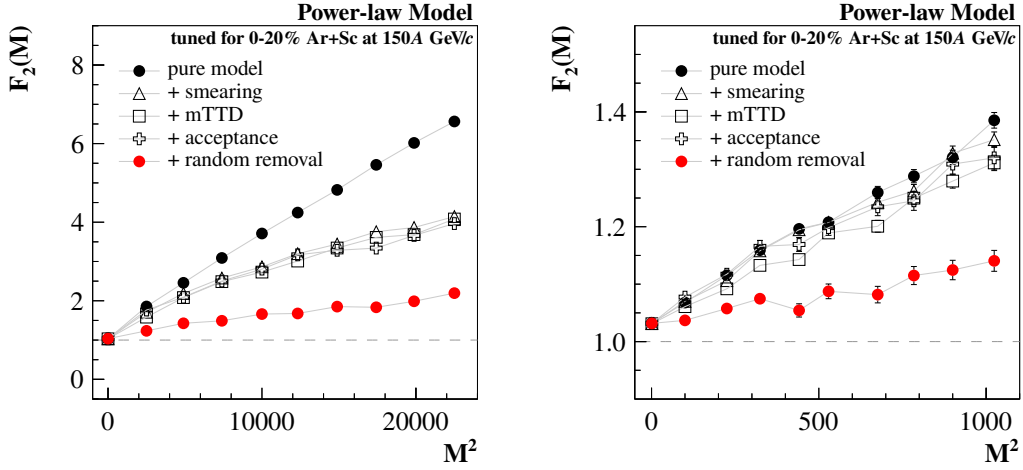 Power-law Model
tuned for 0-20% Ar+Sc at 150A GeV/c
F2(M)
pure model
+ smearing
+ mTTD
+ acceptance
+ random removal
8
6
4
2
0
0
10000
20000
M²
Power-law Model
tuned for 0-20% Ar+Sc at 150A GeV/c
F2(M)
pure model
+ smearing
+ mTTD
+ acceptance
+ random removal
1.4
1.2
1.0
0
500
1000
M²